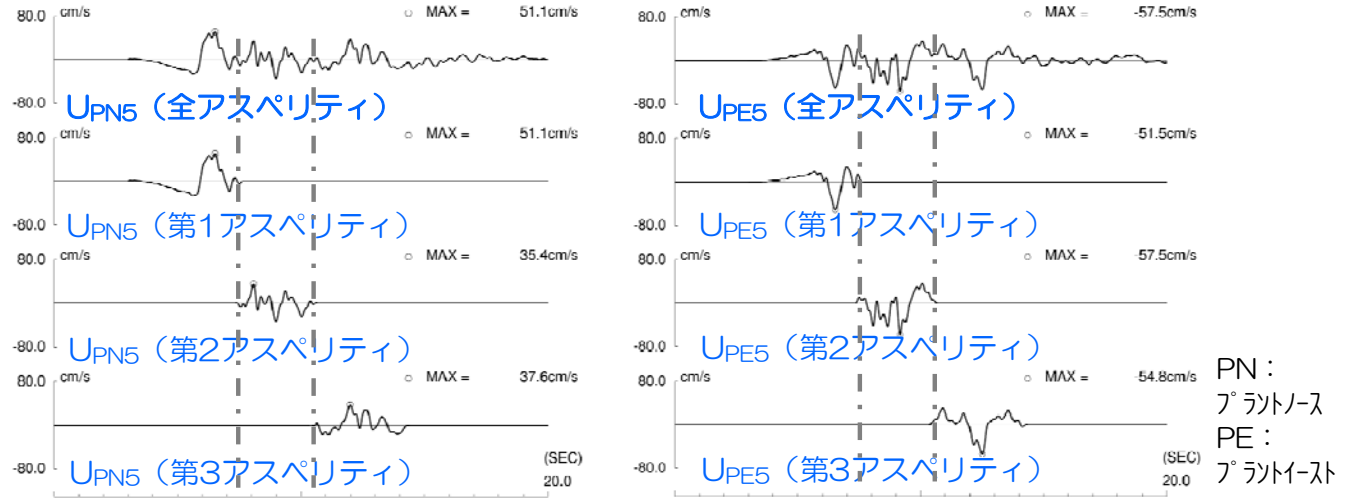 80.0 cm/s MAX = 51.1cm/s
-80.0
UPN5（全アスペリティ）
80.0 cm/s MAX = 51.1cm/s
-80.0
UPN5（第1アスペリティ）
80.0 cm/s MAX = 35.4cm/s
-80.0
UPN5（第2アスペリティ）
80.0 cm/s MAX = 37.6cm/s
-80.0
UPN5（第3アスペリティ）
(SEC)
20.0
80.0 cm/s MAX = -57.5cm/s
-80.0
UPE5（全アスペリティ）
80.0 cm/s MAX = -51.5cm/s
-80.0
UPE5（第1アスペリティ）
80.0 cm/s MAX = -57.5cm/s
-80.0
UPE5（第2アスペリティ）
80.0 cm/s MAX = -54.8cm/s
-80.0
UPE5（第3アスペリティ）
(SEC)
20.0
PN：
プラントノース
PE：
プラントイースト